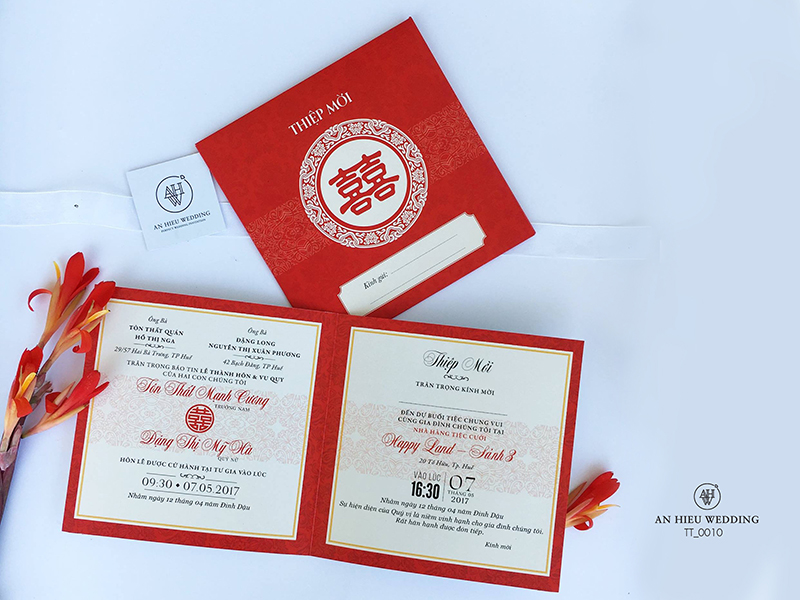 THIỆP MỜI
囍
Kính gửi:
AHW
AN HIEU WEDDING
PERFECT WEDDING INVITATION
Ông Bà
TÔN THẤT QUÁN
HỒ THỊ NGA
29/57 Hai Bà Trưng, TP Huế
Ông Bà
ĐẶNG LONG
NGUYỄN THỊ XUÂN PHƯƠNG
42 Bạch Đằng, TP Huế
TRÂN TRỌNG BÁO TIN LỄ THÀNH HÔN & VU QUY
CỦA HAI CON CHÚNG TÔI
Tôn Thất Mạnh Cường
TRƯỞNG NAM
囍
Đặng Thị Mỹ Hà
QUÝ NỮ
HÔN LỄ ĐƯỢC CỬ HÀNH TẠI TƯ GIA VÀO LÚC
09:30 • 07.05.2017
Nhằm ngày 12 tháng 04 năm Đinh Dậu
Thiệp Mời
TRÂN TRỌNG KÍNH MỜI
ĐẾN DỰ BUỔI TIỆC CHUNG VUI
CÙNG GIA ĐÌNH CHÚNG TÔI TẠI
NHÀ HÀNG TIỆC CƯỚI
Happy Land – Sảnh 3
20 Tố Hữu, Tp. Huế
VÀO LÚC
16:30
07
THÁNG 05
2017
Nhằm ngày 12 tháng 04 năm Đinh Dậu
Sự hiện diện của Quý vị là niềm vinh hạnh cho gia đình chúng tôi.
Rất hân hạnh được đón tiếp.
Kính mời
AHW
AN HIEU WEDDING
TT_0010